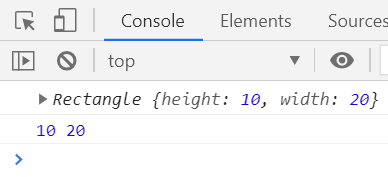 Console Elements Sources
top
Rectangle {height: 10, width: 20}
10 20